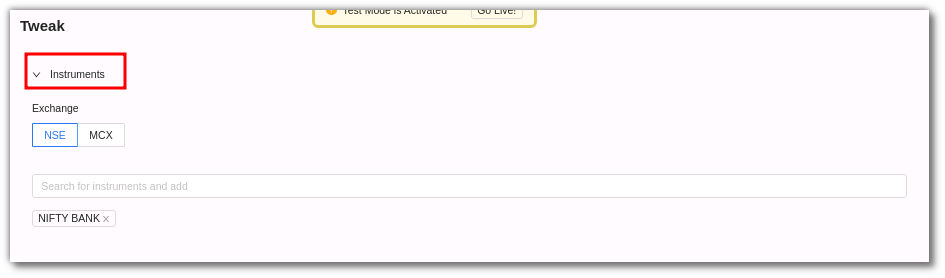 Test Mode Is Activated Go Live!
Tweak
Instruments
Exchange
NSE MCX
Search for instruments and add
NIFTY BANK x